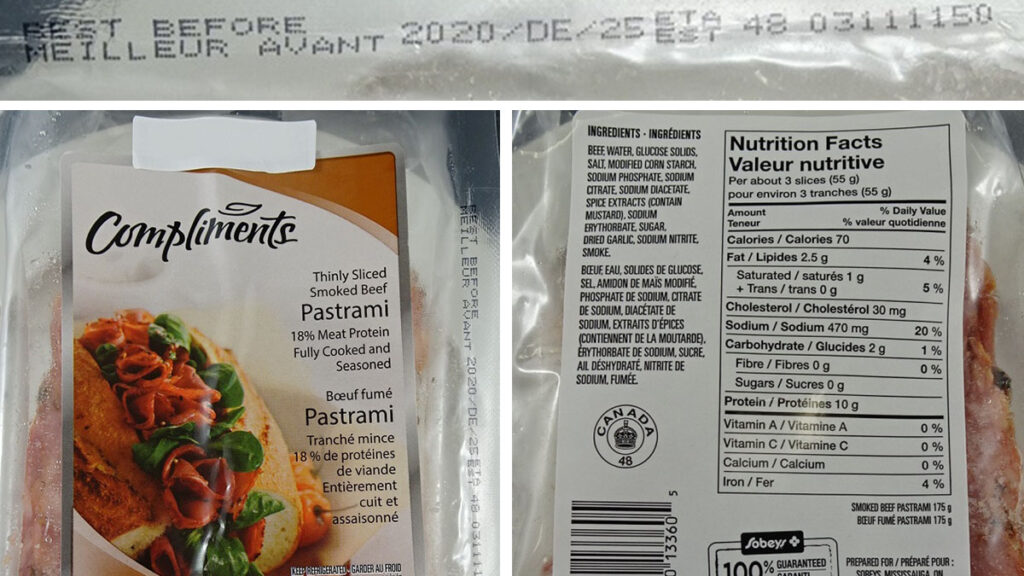 BEST BEFORE
MEILLEUR AVANT 2020/DE/25 ETA EST 48 03111150
Compliments
Thinly Sliced
Smoked Beef
Pastrami
18% Meat Protein
Fully Cooked and
Seasoned
Bœuf fumé
Pastrami
Tranché mince
18 % de protéines
de viande
Entièrement
cuit et
assaisonné
KEEP REFRIGERATED - GARDER AU FROID
BEST BEFORE
MEILLEUR AVANT 2020/DE/25 ETA EST 48 03111
INGREDIENTS • INGRÉDIENTS
BEEF, WATER, GLUCOSE SOLIDS,
SALT, MODIFIED CORN STARCH,
SODIUM PHOSPHATE, SODIUM
CITRATE, SODIUM DIACETATE,
SPICE EXTRACTS (CONTAIN
MUSTARD), SODIUM
ERYTHORBATE, SUGAR,
DRIED GARLIC, SODIUM NITRITE,
SMOKE.
BŒUF, EAU, SOLIDES DE GLUCOSE,
SEL, AMIDON DE MAÏS MODIFIÉ,
PHOSPHATE DE SODIUM, CITRATE
DE SODIUM, DIACÉTATE DE
SODIUM, EXTRAITS D'ÉPICES
(CONTIENNENT DE LA MOUTARDE),
ÉRYTHORBATE DE SODIUM, SUCRE,
AIL DÉSHYDRATÉ, NITRITE DE
SODIUM, FUMÉE.
CANADA
48
0 13360 5
Nutrition Facts
Valeur nutritive
Per about 3 slices (55 g)
pour environ 3 tranches (55 g)
Amount % Daily Value
Teneur % valeur quotidienne
Calories / Calories 70
Fat / Lipides 2.5 g 4 %
Saturated / saturés 1 g
+ Trans / trans 0 g 5 %
Cholesterol / Cholestérol 30 mg
Sodium / Sodium 470 mg 20 %
Carbohydrate / Glucides 2 g 1 %
Fibre / Fibres 0 g 0 %
Sugars / Sucres 0 g
Protein / Protéines 10 g
Vitamin A / Vitamine A 0 %
Vitamin C / Vitamine C 0 %
Calcium / Calcium 0 %
Iron / Fer 4 %
SMOKED BEEF PASTRAMI 175 g
BŒUF FUMÉ PASTRAMI 175 g
Sobeys
100% GUARANTEED
PREPARED FOR / PRÉPARÉ POUR :
SOBEYS, MISSISSAUGA, ON